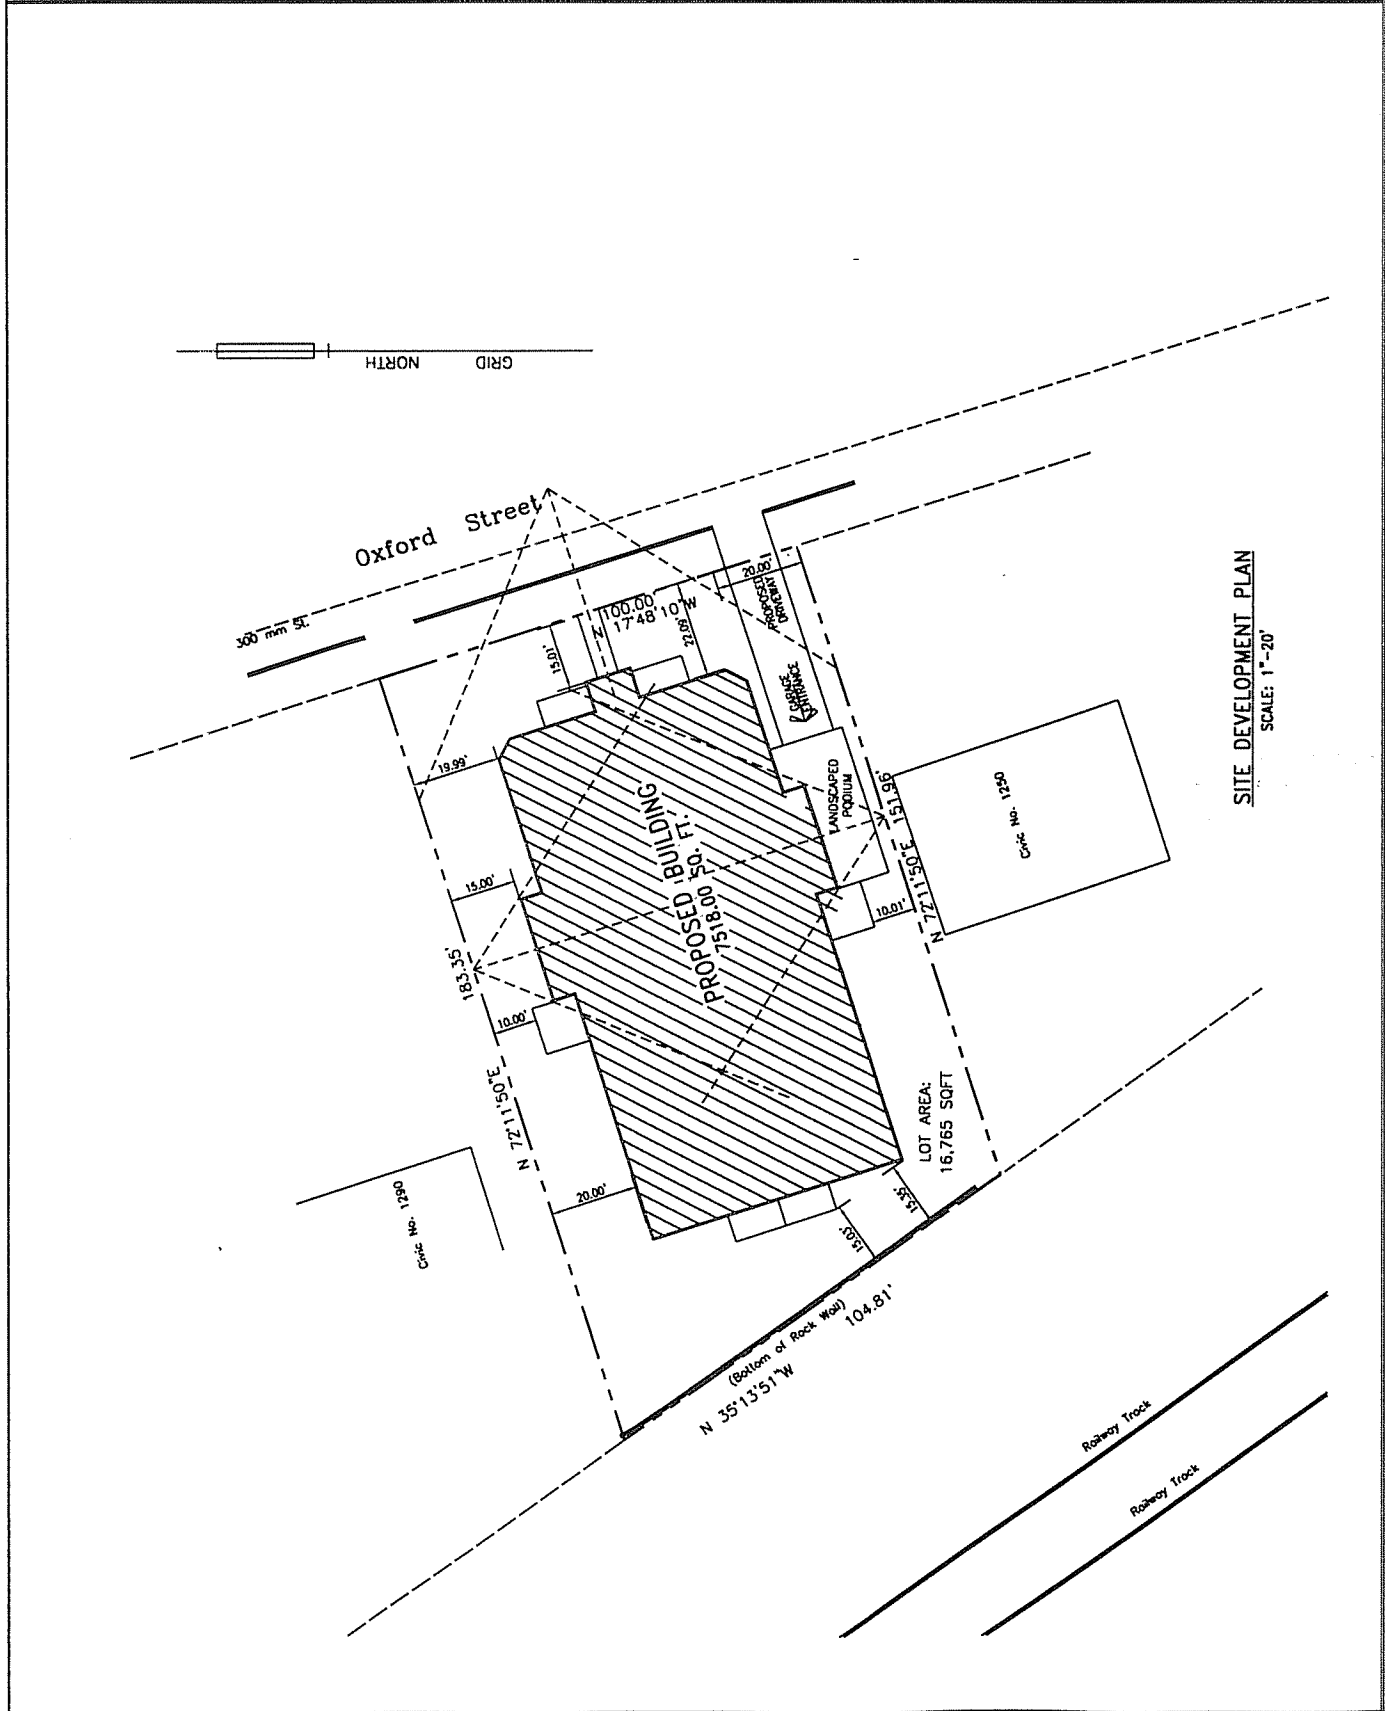 GRID NORTH
Oxford Street
300 mm St.
100.00'
N 17°48'10"W
15.01'
22.09'
20.00'
PROPOSED
DRIVEWAY
GARAGE
ENTRANCE
19.99'
15.00'
183.35'
10.00'
N 72°11'50"E
20.00'
PROPOSED BUILDING
7518.00 SQ. FT.
LANDSCAPED
PODIUM
N 72°11'50"E 151.96'
10.01'
Civic No. 1250
Civic No. 1290
LOT AREA:
16,765 SQFT
15.35'
15.03'
(Bottom of Rock Wall)
104.81'
N 35°13'51"W
Railway Track
Railway Track
SITE DEVELOPMENT PLAN
SCALE: 1"-20'